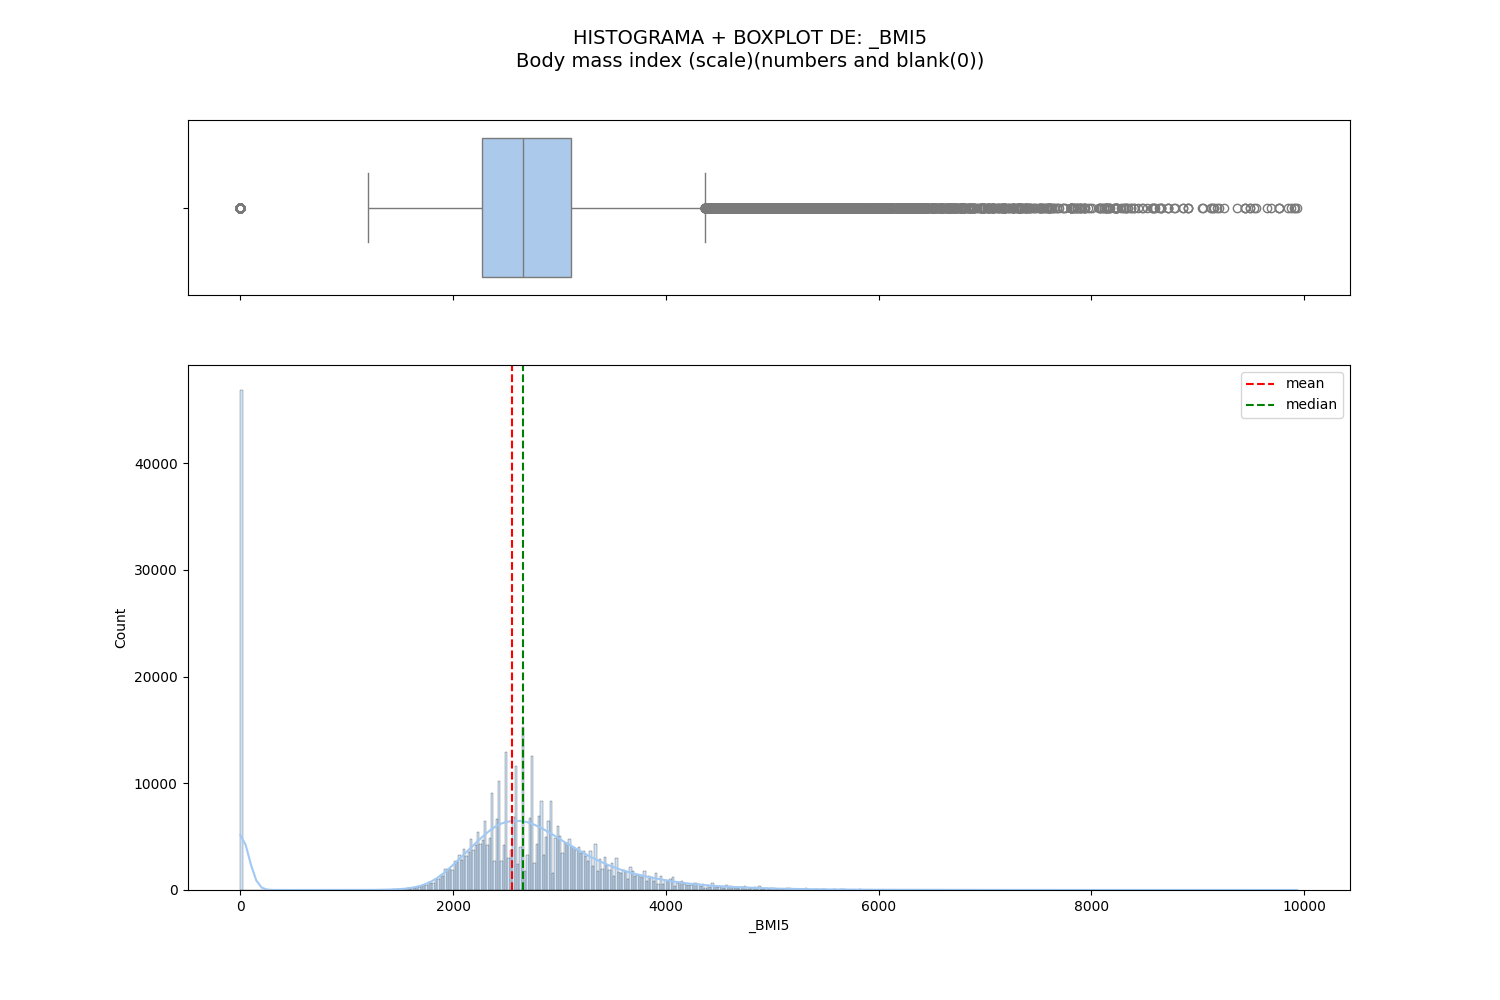 HISTOGRAMA + BOXPLOT DE: _BMI5
Body mass index (scale)(numbers and blank(0))
mean
median
40000
30000
20000
10000
0
Count
0 2000 4000 6000 8000 10000
_BMI5